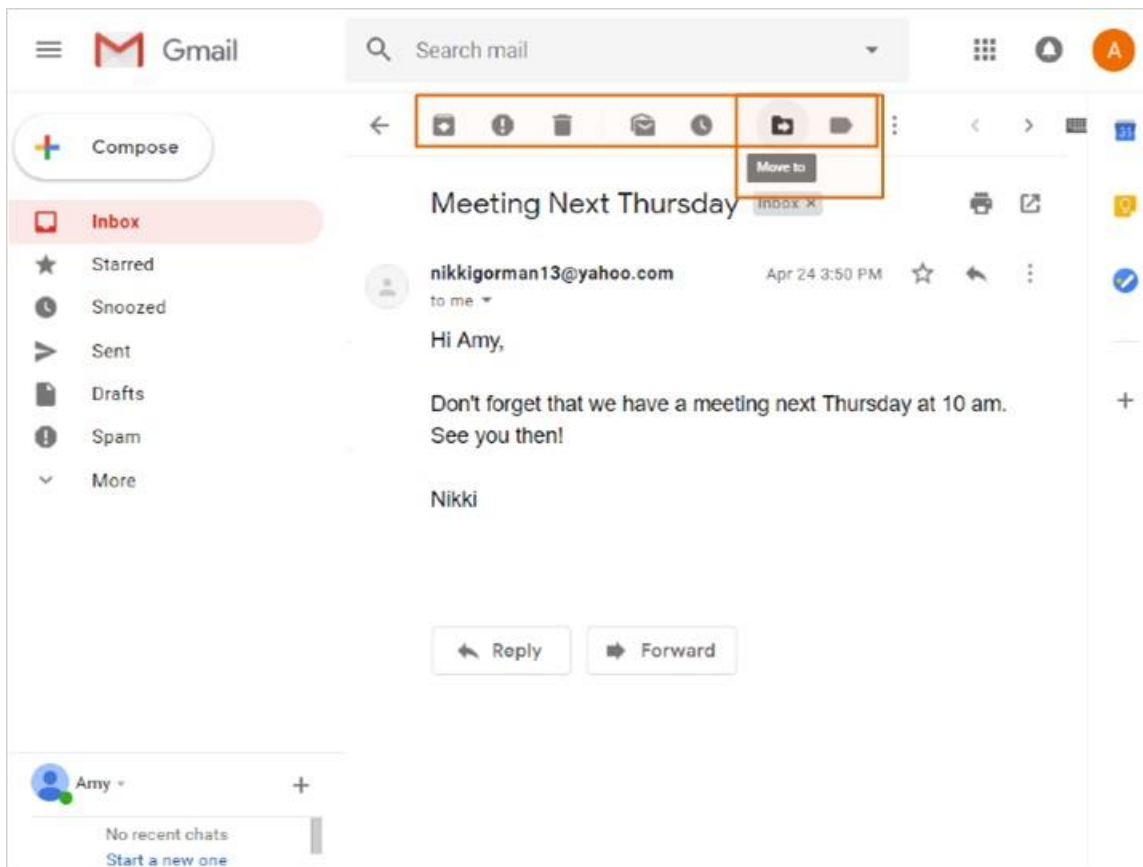 Gmail
Search mail
A
Compose
Move to
31
Meeting Next Thursday Inbox ×
Inbox
Starred
Snoozed
Sent
Drafts
Spam
More
nikkigorman13@yahoo.com Apr 24 3:50 PM
to me
Hi Amy,
Don't forget that we have a meeting next Thursday at 10 am.
See you then!
Nikki
Reply Forward
Amy
No recent chats
Start a new one